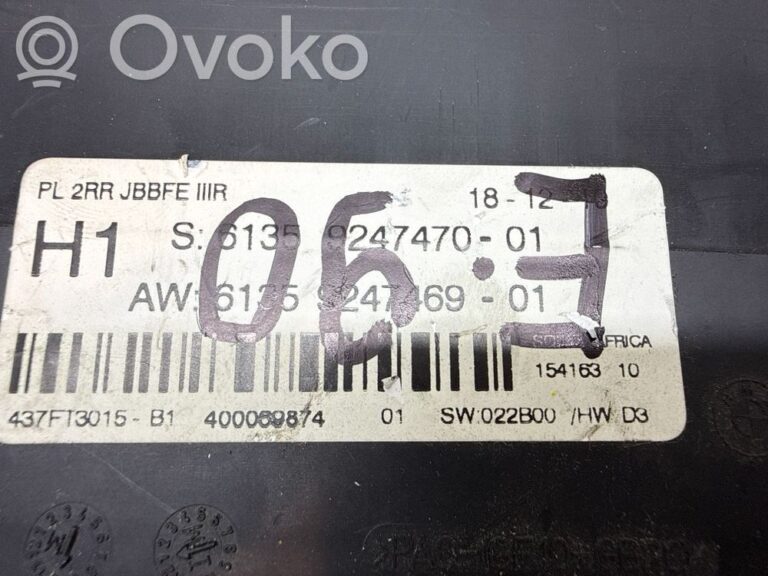 Ovoko
PL 2RR JBBFE IIIR 18-12-
H1 S: 6135 9247470-01
AW: 6135 9247469-01
06
E:
AFRICA
154163 10
437FT3015-B1 400069874 01 SW:022B00 /HW:D3